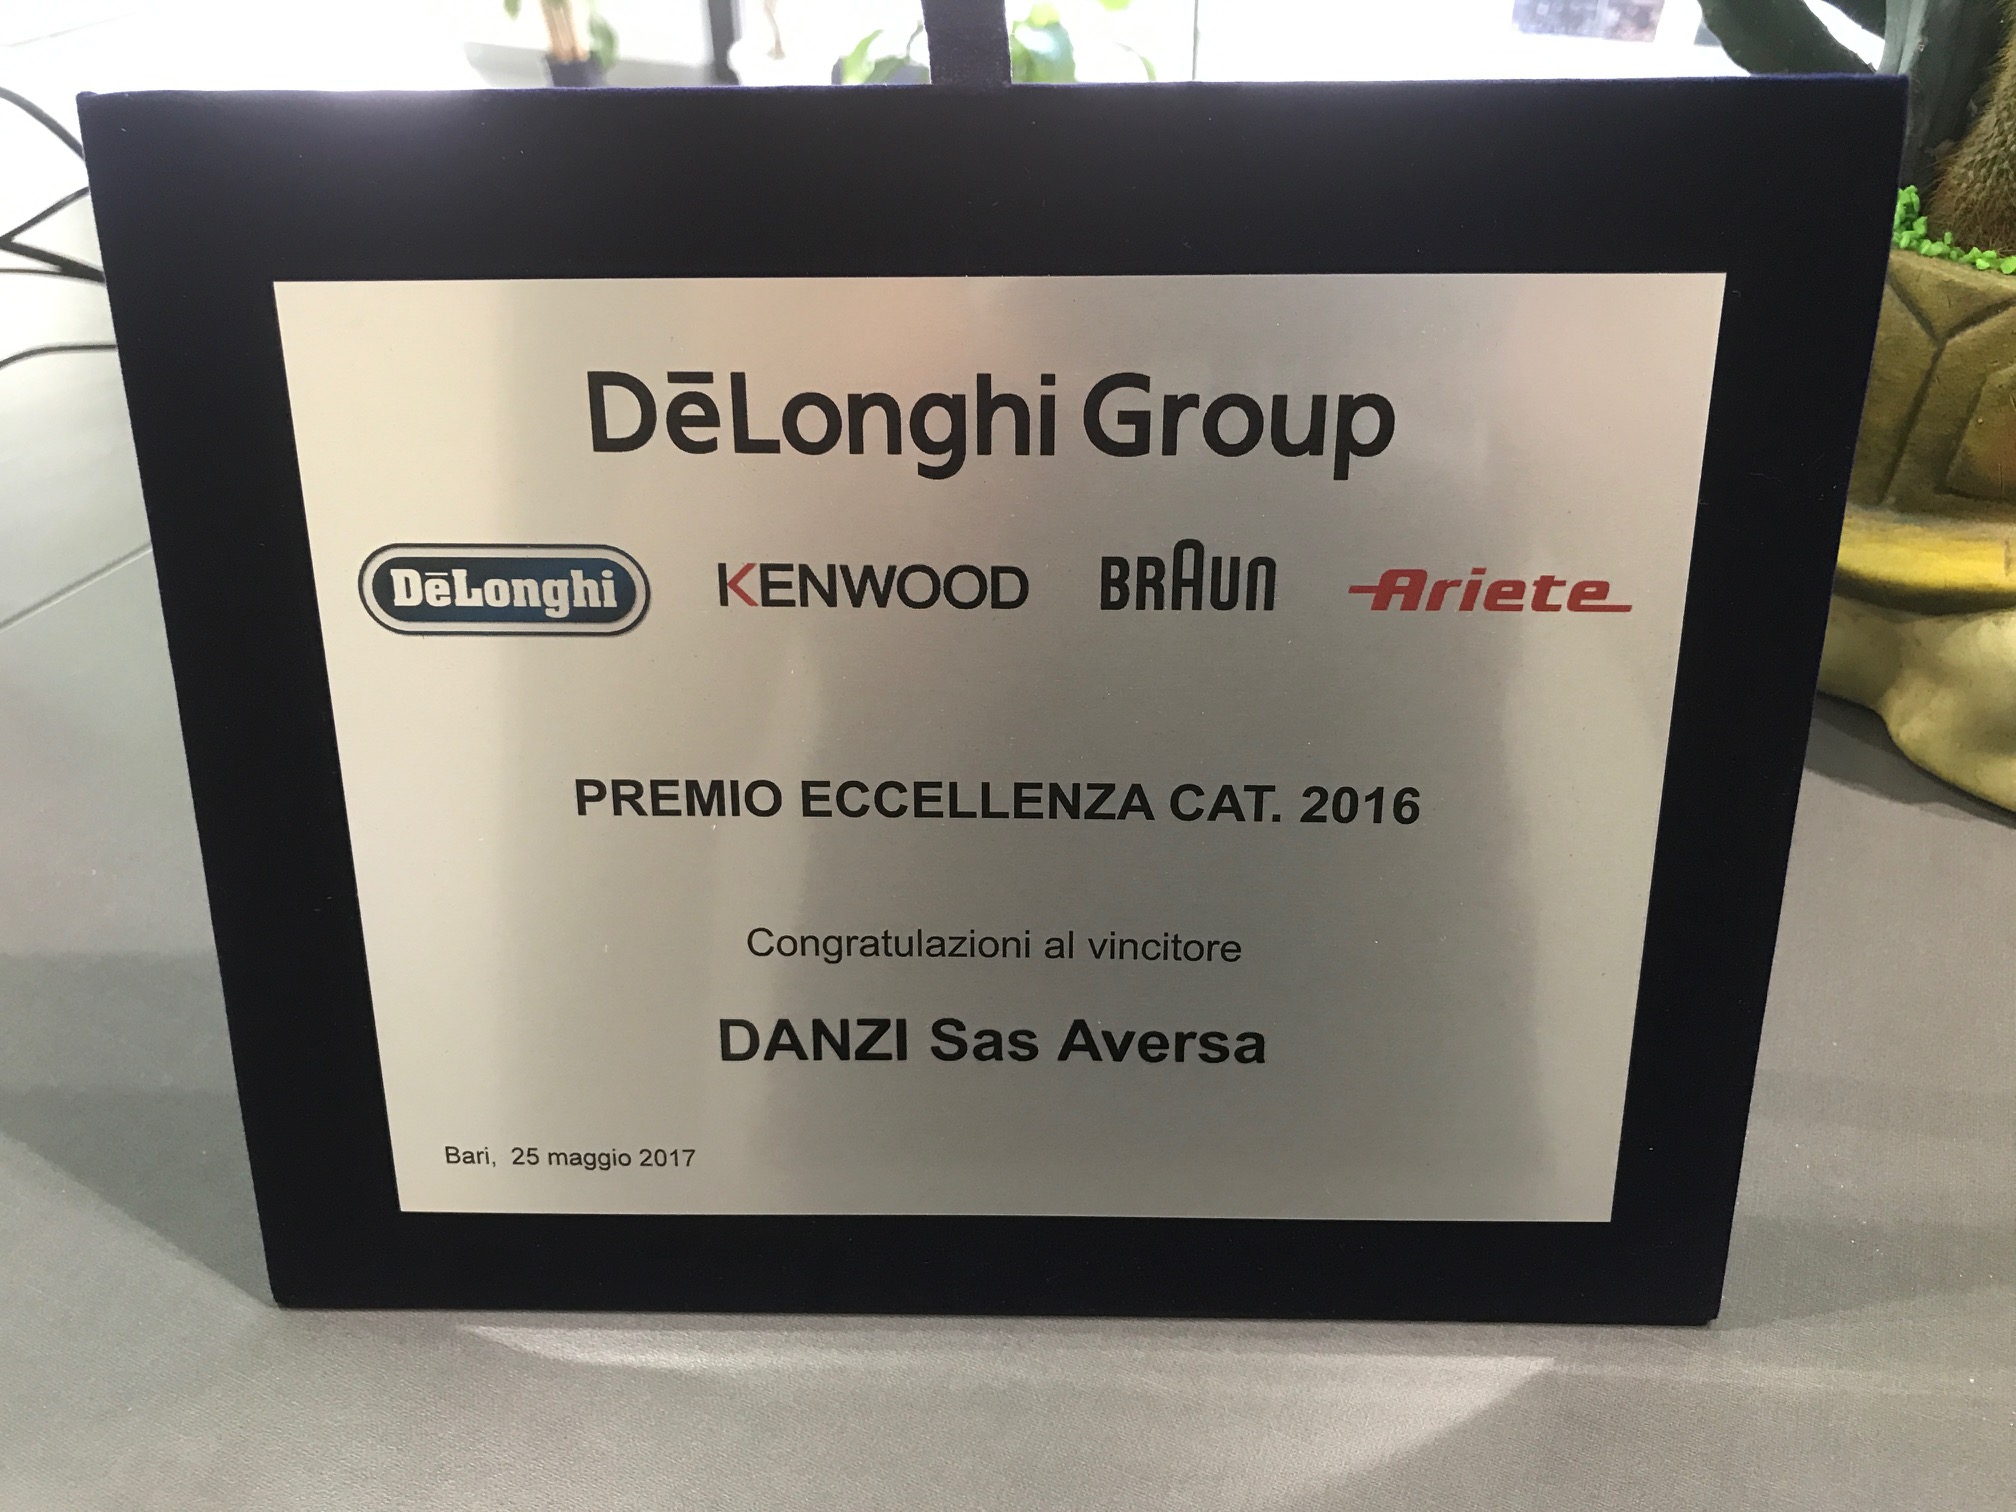 DēLonghi Group
DēLonghi KENWOOD BRAUN Ariete
PREMIO ECCELLENZA CAT. 2016
Congratulazioni al vincitore
DANZI Sas Aversa
Bari, 25 maggio 2017